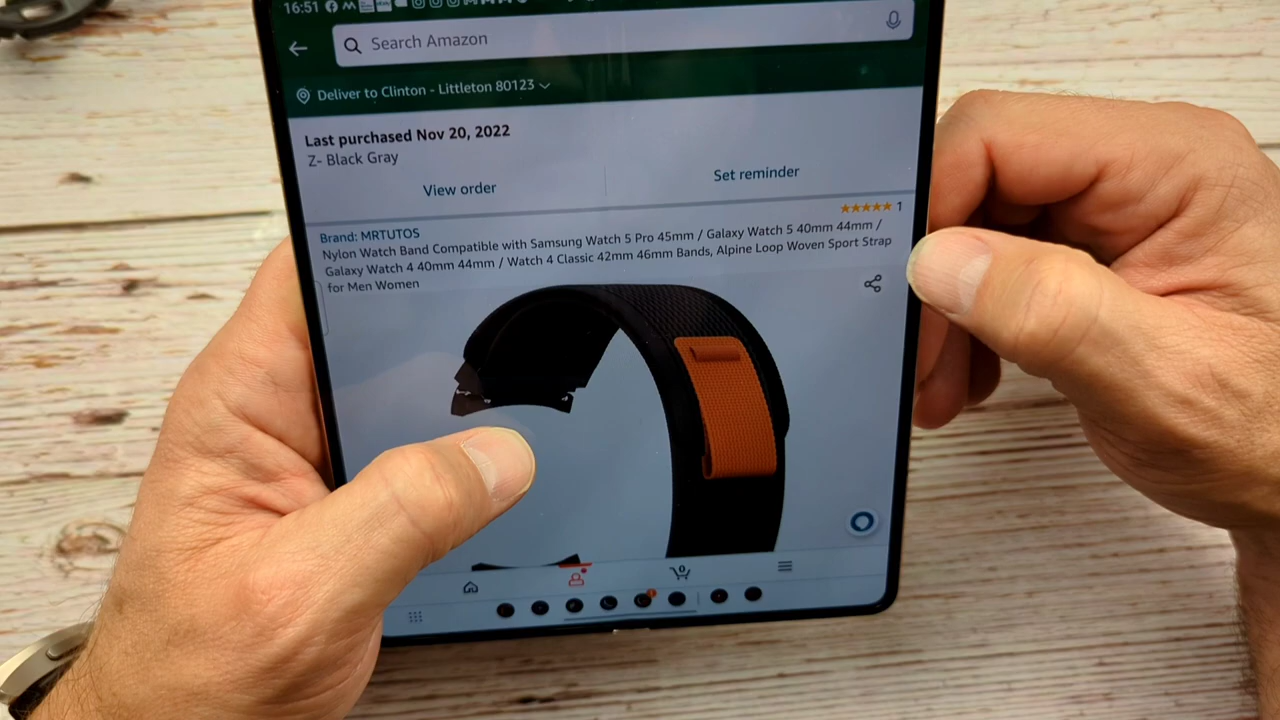 16:51
Search Amazon
Deliver to Clinton - Littleton 80123
Last purchased Nov 20, 2022
Z- Black Gray
View order
Set reminder
1
Brand: MRTUTOS
Nylon Watch Band Compatible with Samsung Watch 5 Pro 45mm / Galaxy Watch 5 40mm 44mm /
Galaxy Watch 4 40mm 44mm / Watch 4 Classic 42mm 46mm Bands, Alpine Loop Woven Sport Strap
for Men Women
0